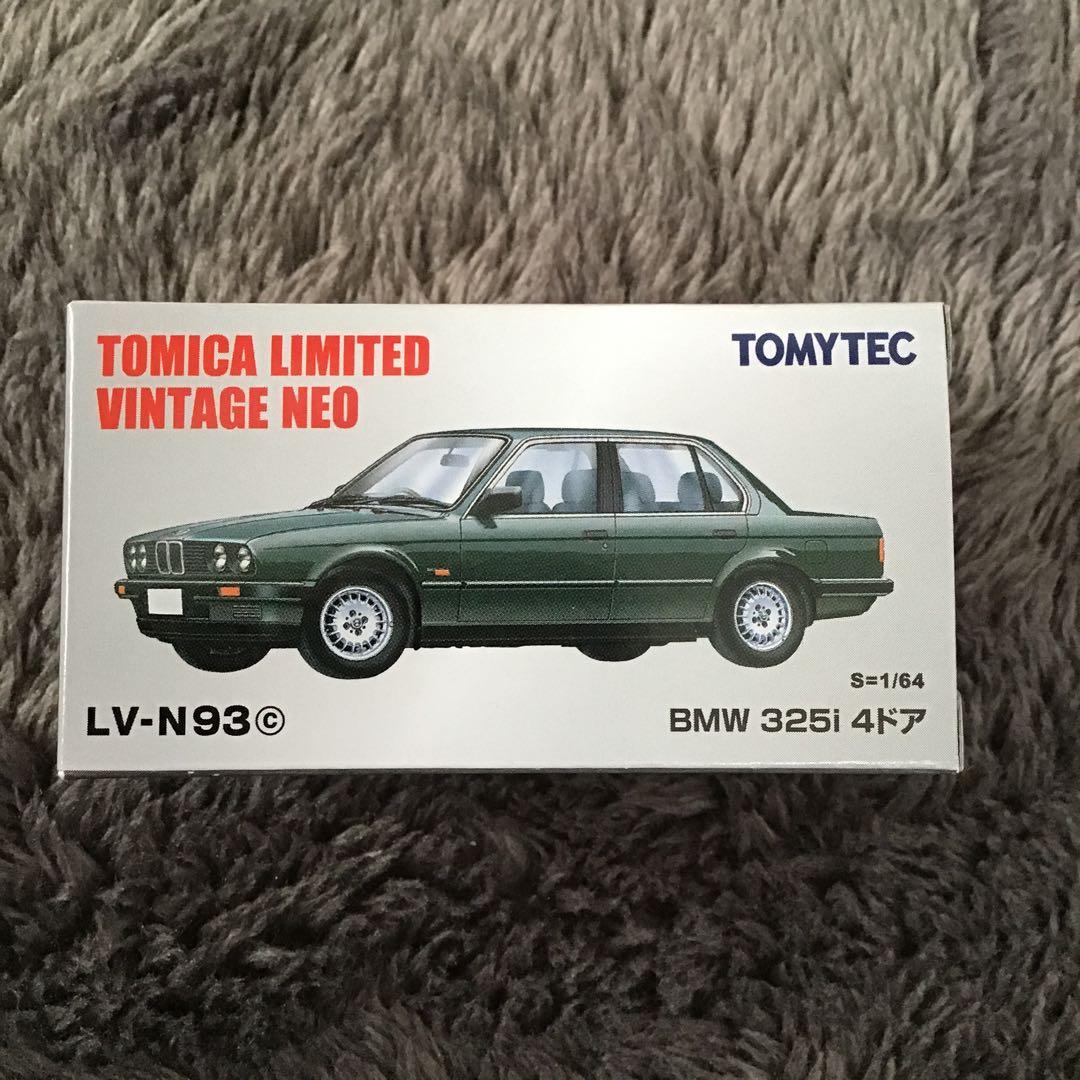 TOMICA LIMITED
VINTAGE NEO
TOMYTEC
S=1/64
LV-N93©
BMW 325i 4ドア